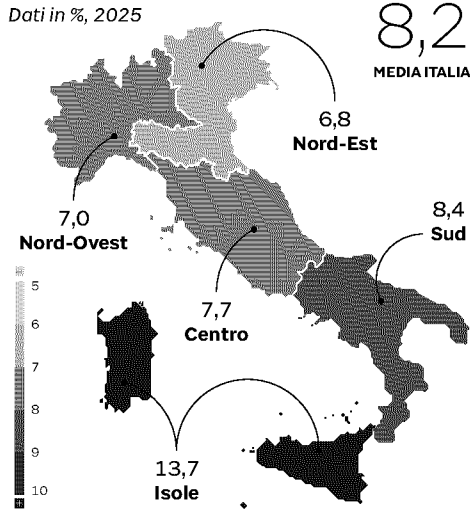 Dati in %, 2025
8,2
MEDIA ITALIA
6,8
Nord-Est
7,0
Nord-Ovest
8,4
Sud
7,7
Centro
13,7
Isole
5
6
7
8
9
10
+